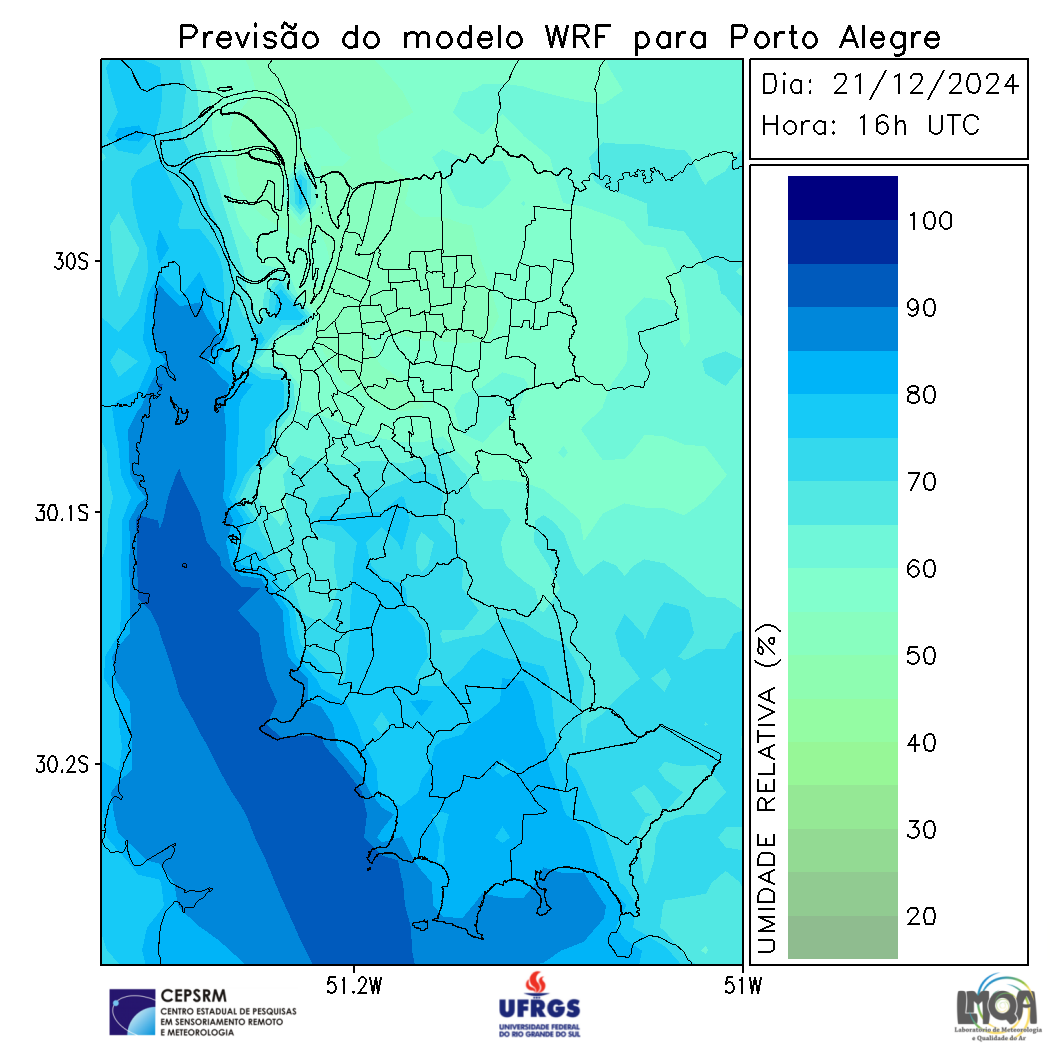 Previsão do modelo WRF para Porto Alegre
Dia: 21/12/2024
Hora: 16h UTC
30S
30.1S
30.2S
51.2W
51W
UMIDADE RELATIVA (%)
100
90
80
70
60
50
40
30
20
CEPSRM
CENTRO ESTADUAL DE PESQUISAS
EM SENSORIAMENTO REMOTO
E METEOROLOGIA
UFRGS
UNIVERSIDADE FEDERAL
DO RIO GRANDE DO SUL
LMQA
Laboratório de Meteorologia
e Qualidade do Ar